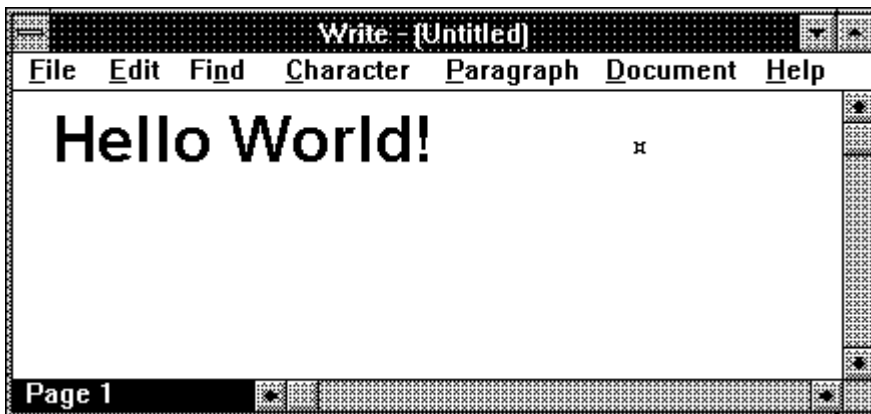 Write - (Untitled)
File Edit Find Character Paragraph Document Help
Hello World!
¤
Page 1